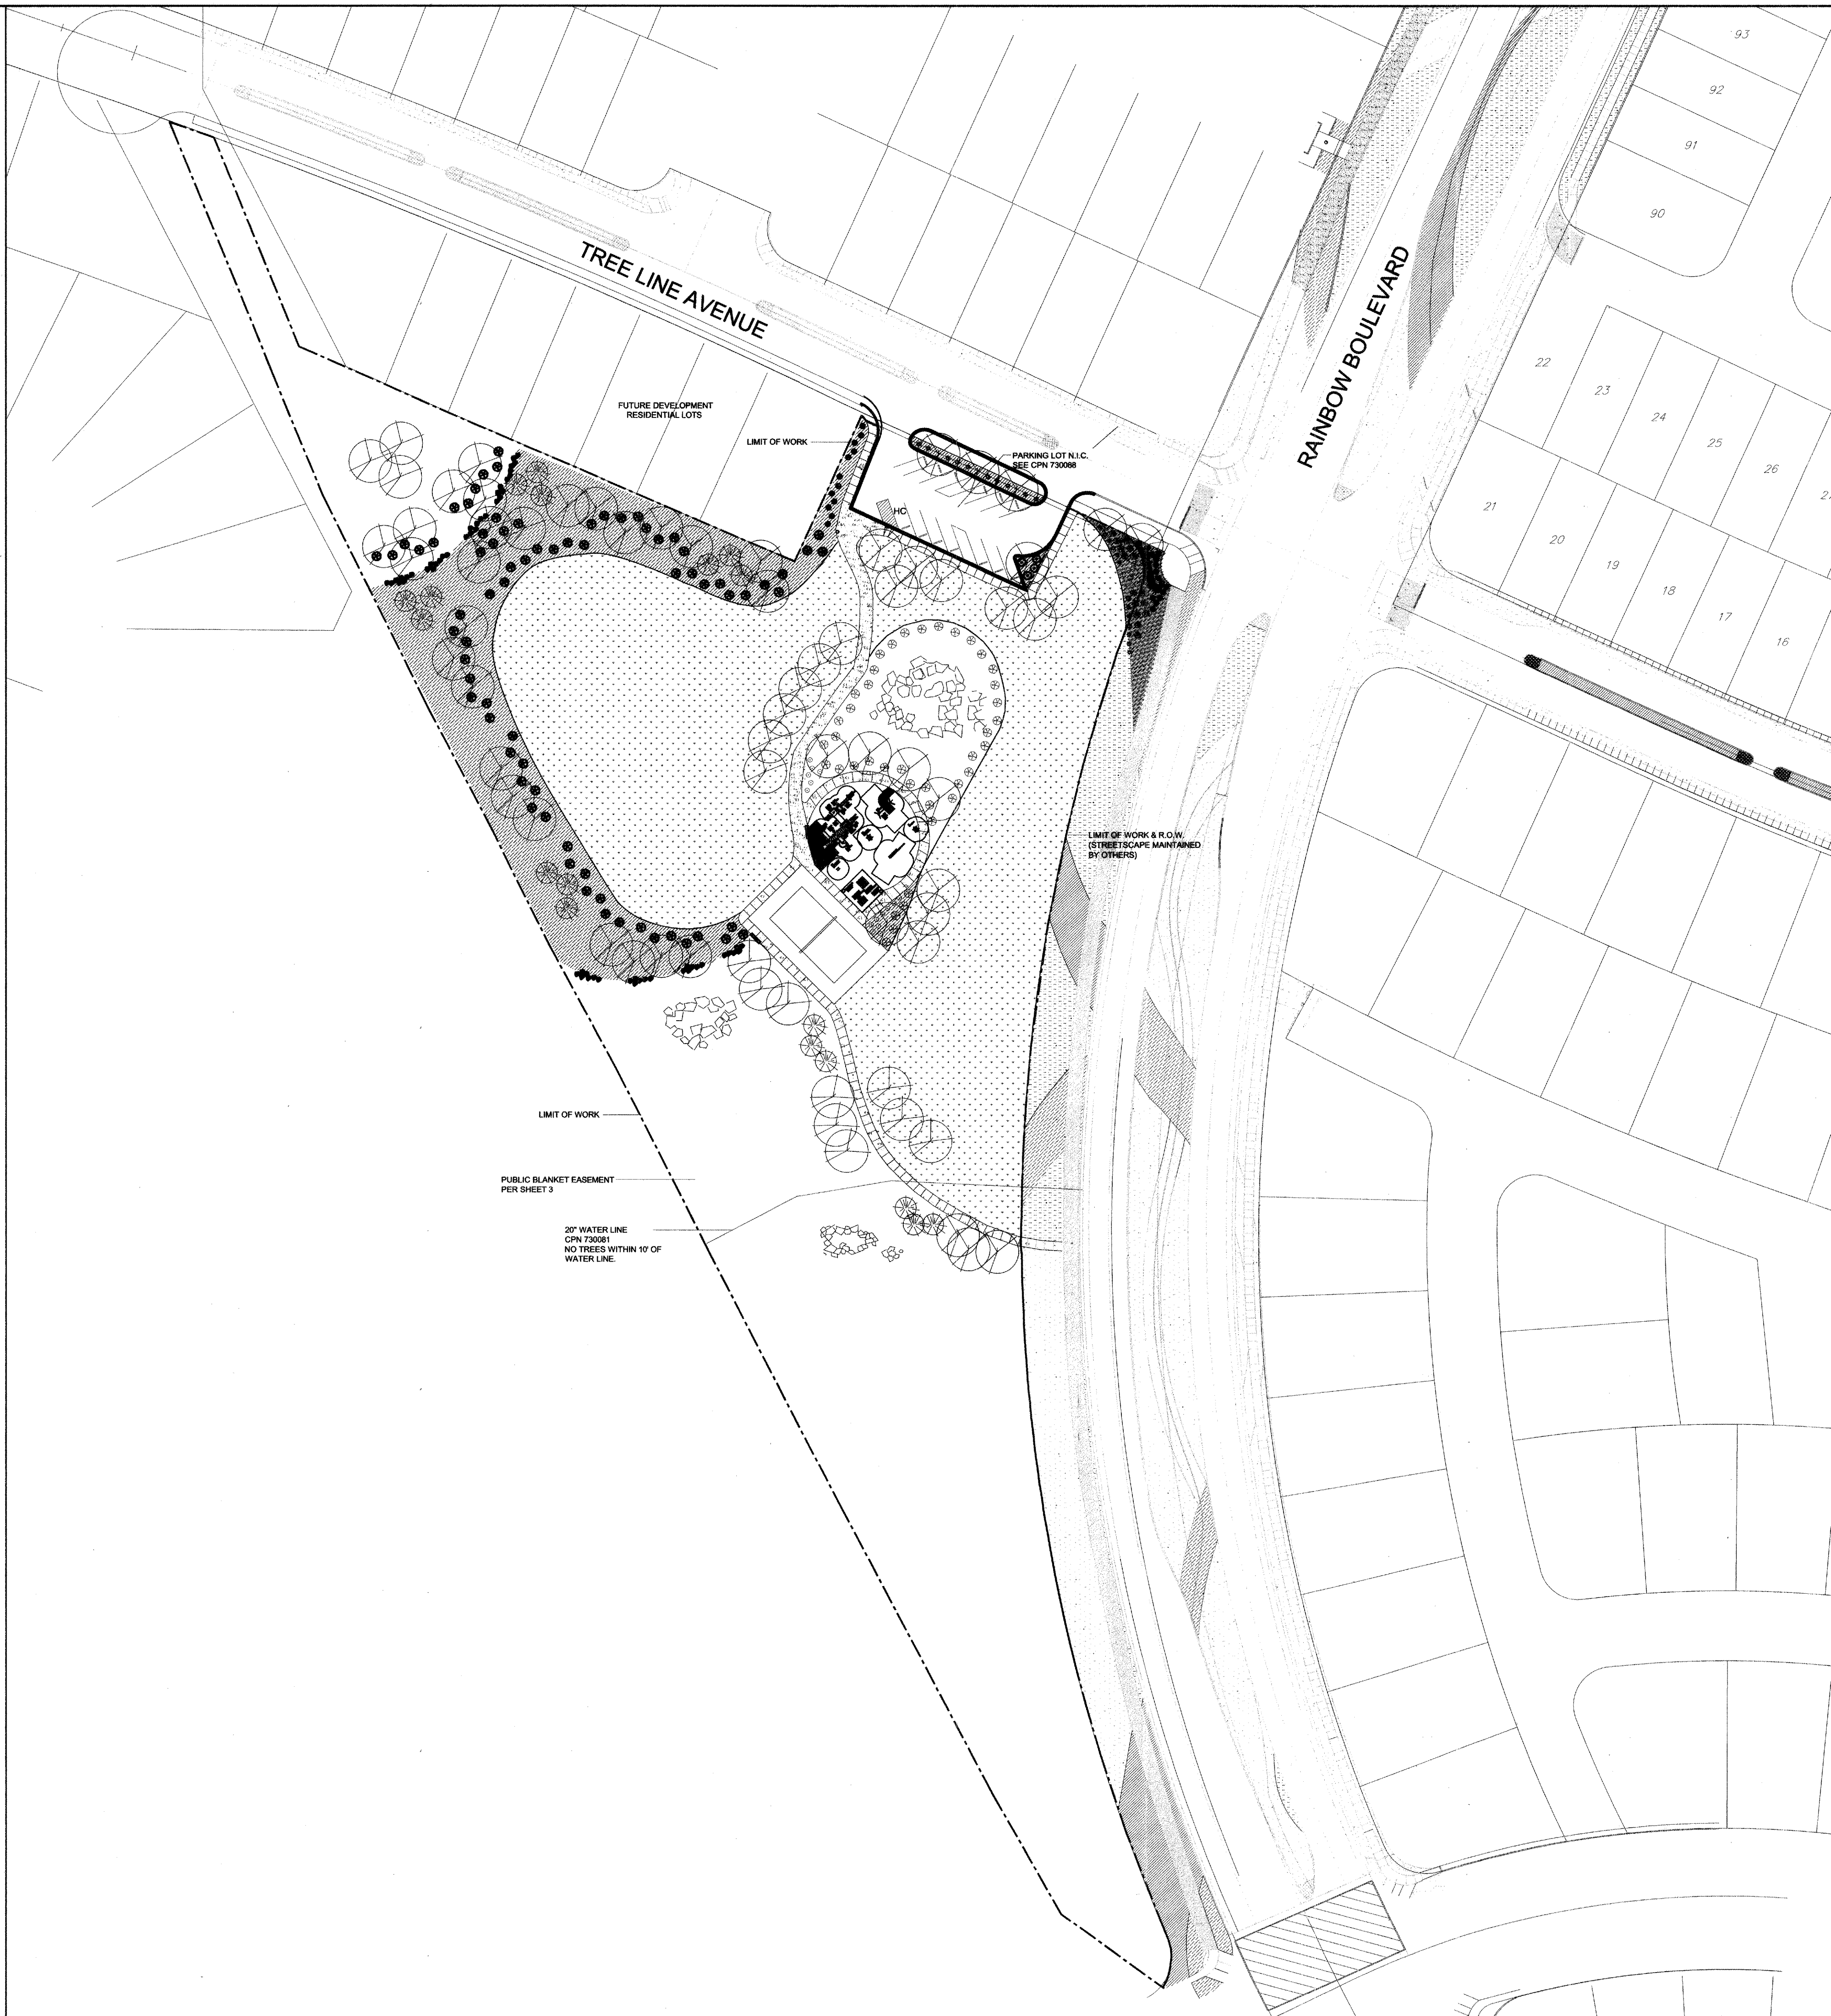 93
92
91
90
TREE LINE AVENUE
RAINBOW BOULEVARD
22
23
24
25
26
21
20
19
18
17
16
FUTURE DEVELOPMENT
RESIDENTIAL LOTS
LIMIT OF WORK
PARKING LOT N.I.C.
SEE CPN 730088
HC
LIMIT OF WORK & R.O.W.
(STREETSCAPE MAINTAINED
BY OTHERS)
LIMIT OF WORK
PUBLIC BLANKET EASEMENT
PER SHEET 3
20" WATER LINE
CPN 730081
NO TREES WITHIN 10' OF
WATER LINE.